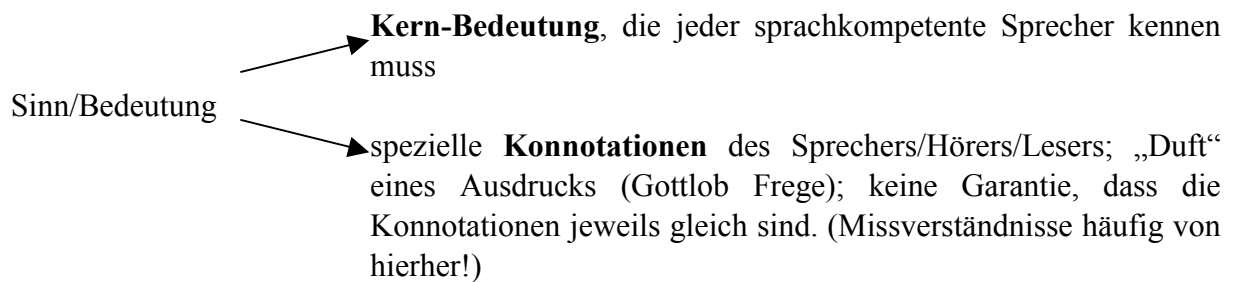 Kern-Bedeutung, die jeder sprachkompetente Sprecher kennen
muss
Sinn/Bedeutung
spezielle Konnotationen des Sprechers/Hörers/Lesers; „Duft“
eines Ausdrucks (Gottlob Frege); keine Garantie, dass die
Konnotationen jeweils gleich sind. (Missverständnisse häufig von
hierher!)